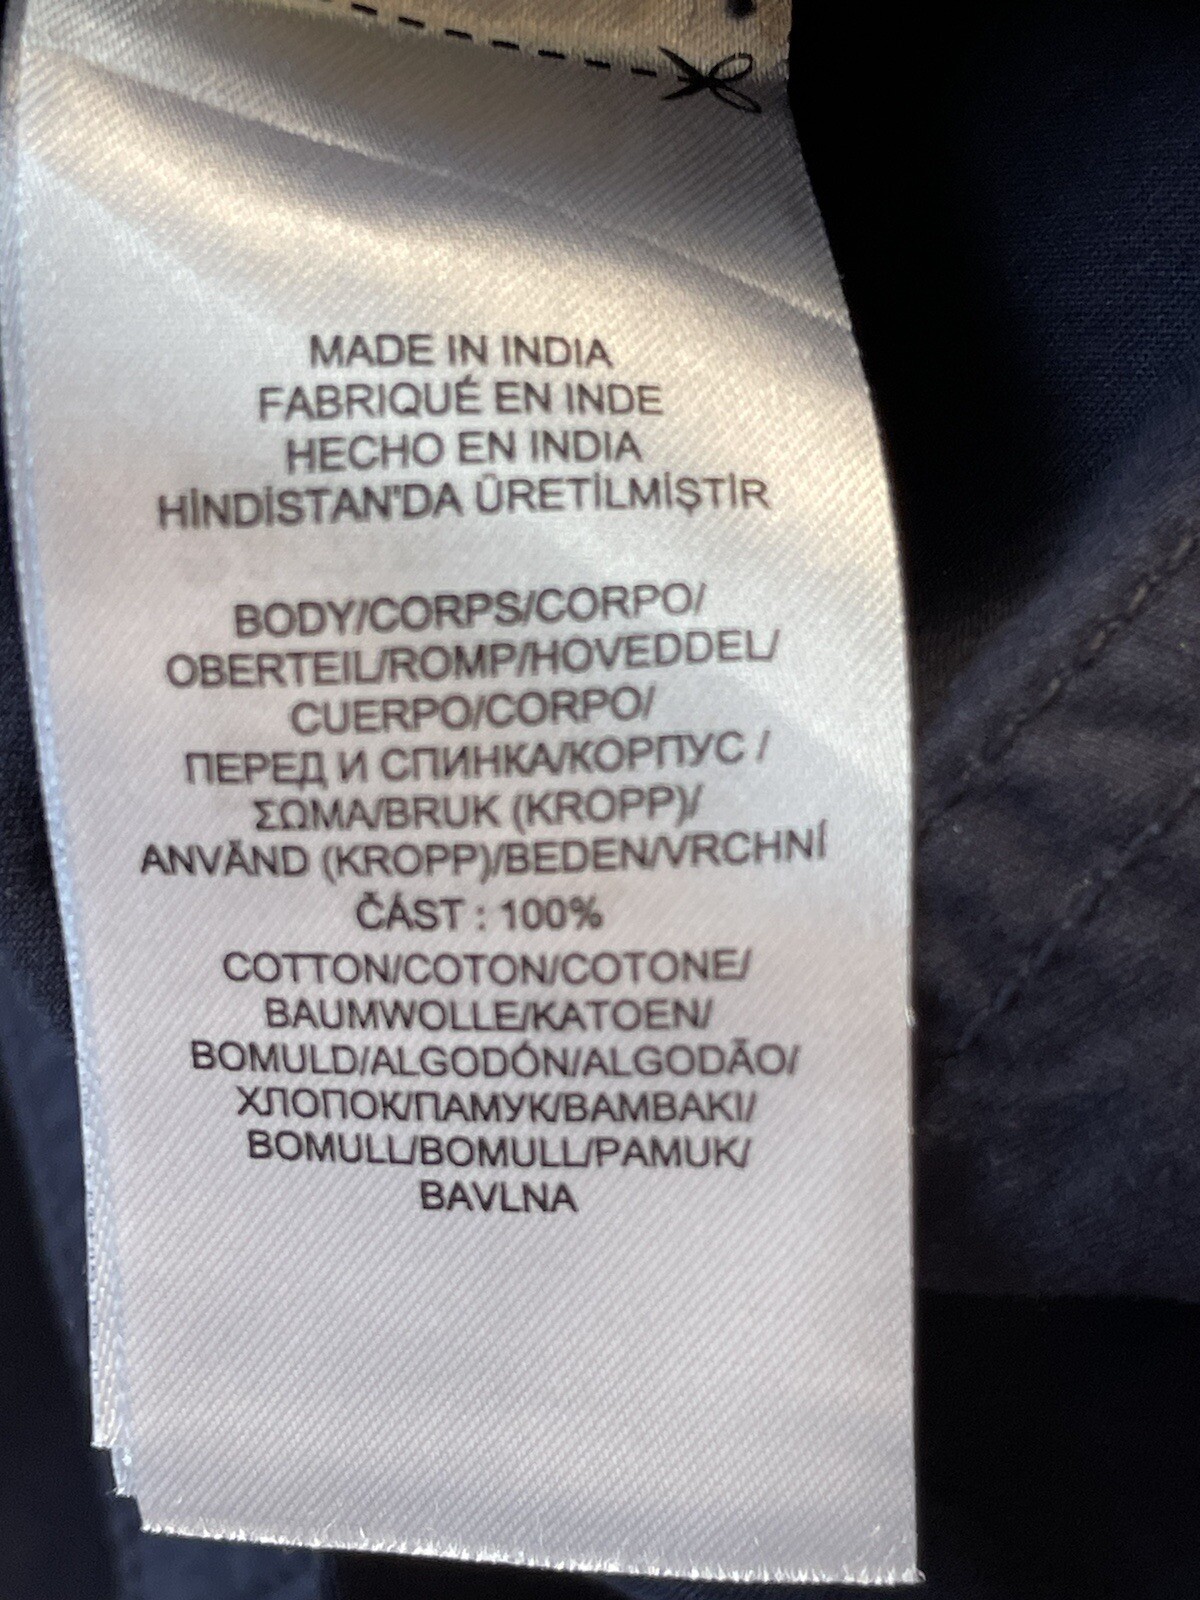 MADE IN INDIA
FABRIQUÉ EN INDE
HECHO EN INDIA
HİNDİSTAN'DA ÜRETİLMİŞTİR
BODY/CORPS/CORPO/
OBERTEIL/ROMP/HOVEDDEL/
CUERPO/CORPO/
ПЕРЕД И СПИНКА/КОРПУС /
ΣΩΜΑ/BRUK (KROPP)/
ANVÄND (KROPP)/BEDEN/VRCHNÍ
ČÁST : 100%
COTTON/COTON/COTONE/
BAUMWOLLE/KATOEN/
BOMULD/ALGODÓN/ALGODÃO/
ХЛОПОК/ПАМУК/BAMBAKI/
BOMULL/BOMULL/PAMUK/
BAVLNA